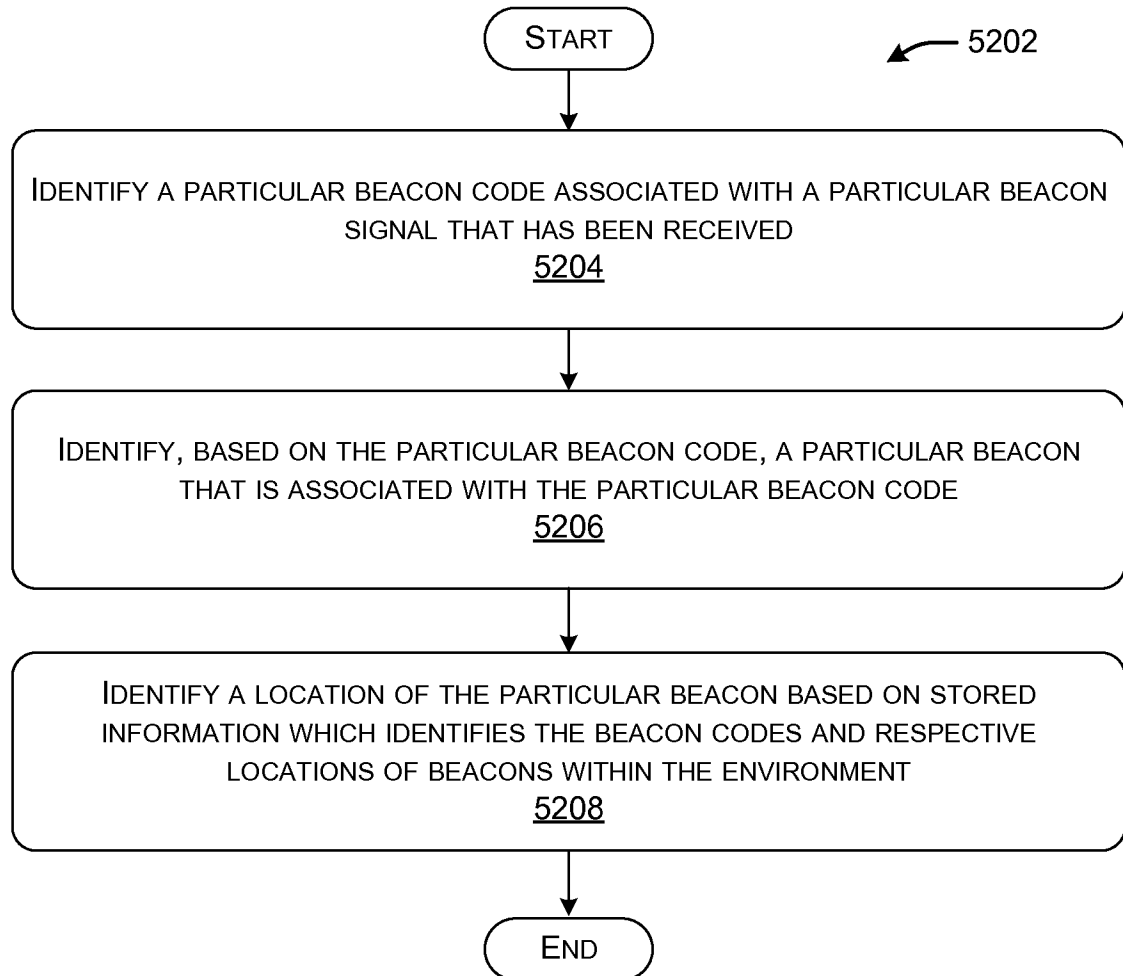 START
5202
IDENTIFY A PARTICULAR BEACON CODE ASSOCIATED WITH A PARTICULAR BEACON
SIGNAL THAT HAS BEEN RECEIVED
5204
IDENTIFY, BASED ON THE PARTICULAR BEACON CODE, A PARTICULAR BEACON
THAT IS ASSOCIATED WITH THE PARTICULAR BEACON CODE
5206
IDENTIFY A LOCATION OF THE PARTICULAR BEACON BASED ON STORED
INFORMATION WHICH IDENTIFIES THE BEACON CODES AND RESPECTIVE
LOCATIONS OF BEACONS WITHIN THE ENVIRONMENT
5208
END